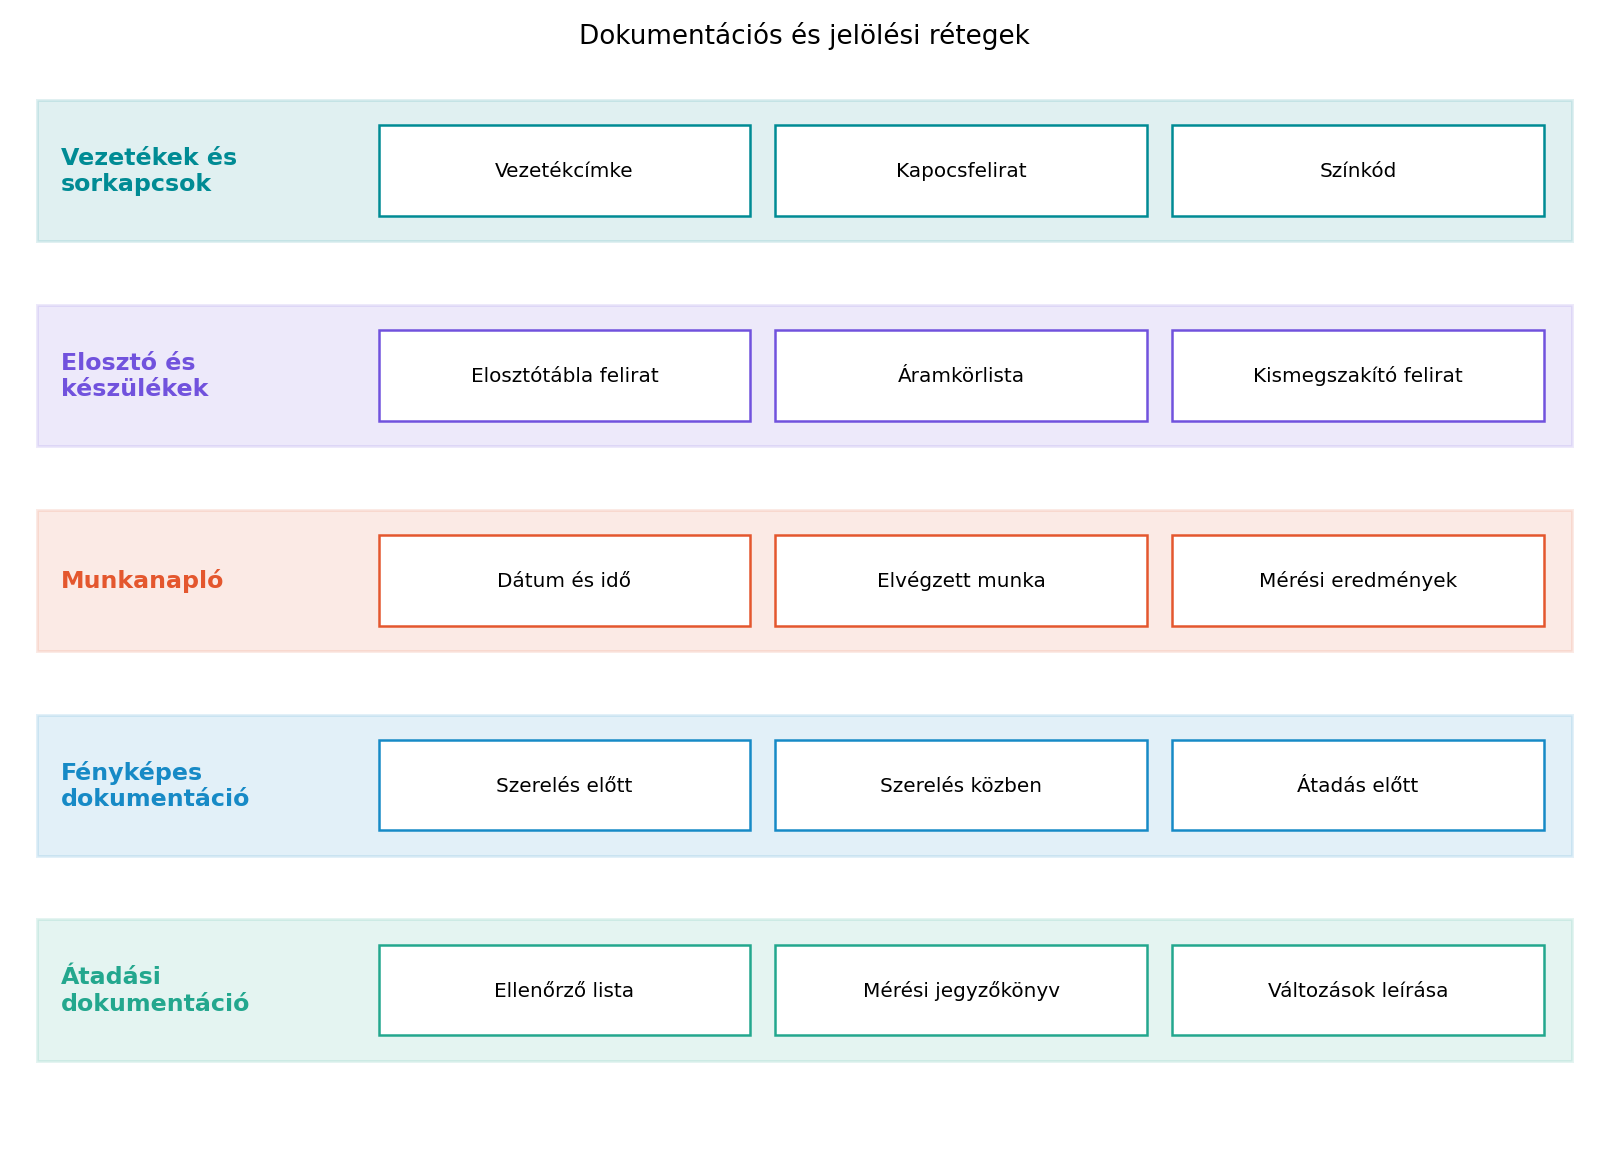 Dokumentációs és jelölési rétegek
Vezetékek és
sorkapcsok
Vezetékcímke
Kapocsfelirat
Színkód
Elosztó és
készülékek
Elosztótábla felirat
Áramkörlista
Kismegszakító felirat
Munkanapló
Dátum és idő
Elvégzett munka
Mérési eredmények
Fényképes
dokumentáció
Szerelés előtt
Szerelés közben
Átadás előtt
Átadási
dokumentáció
Ellenőrző lista
Mérési jegyzőkönyv
Változások leírása